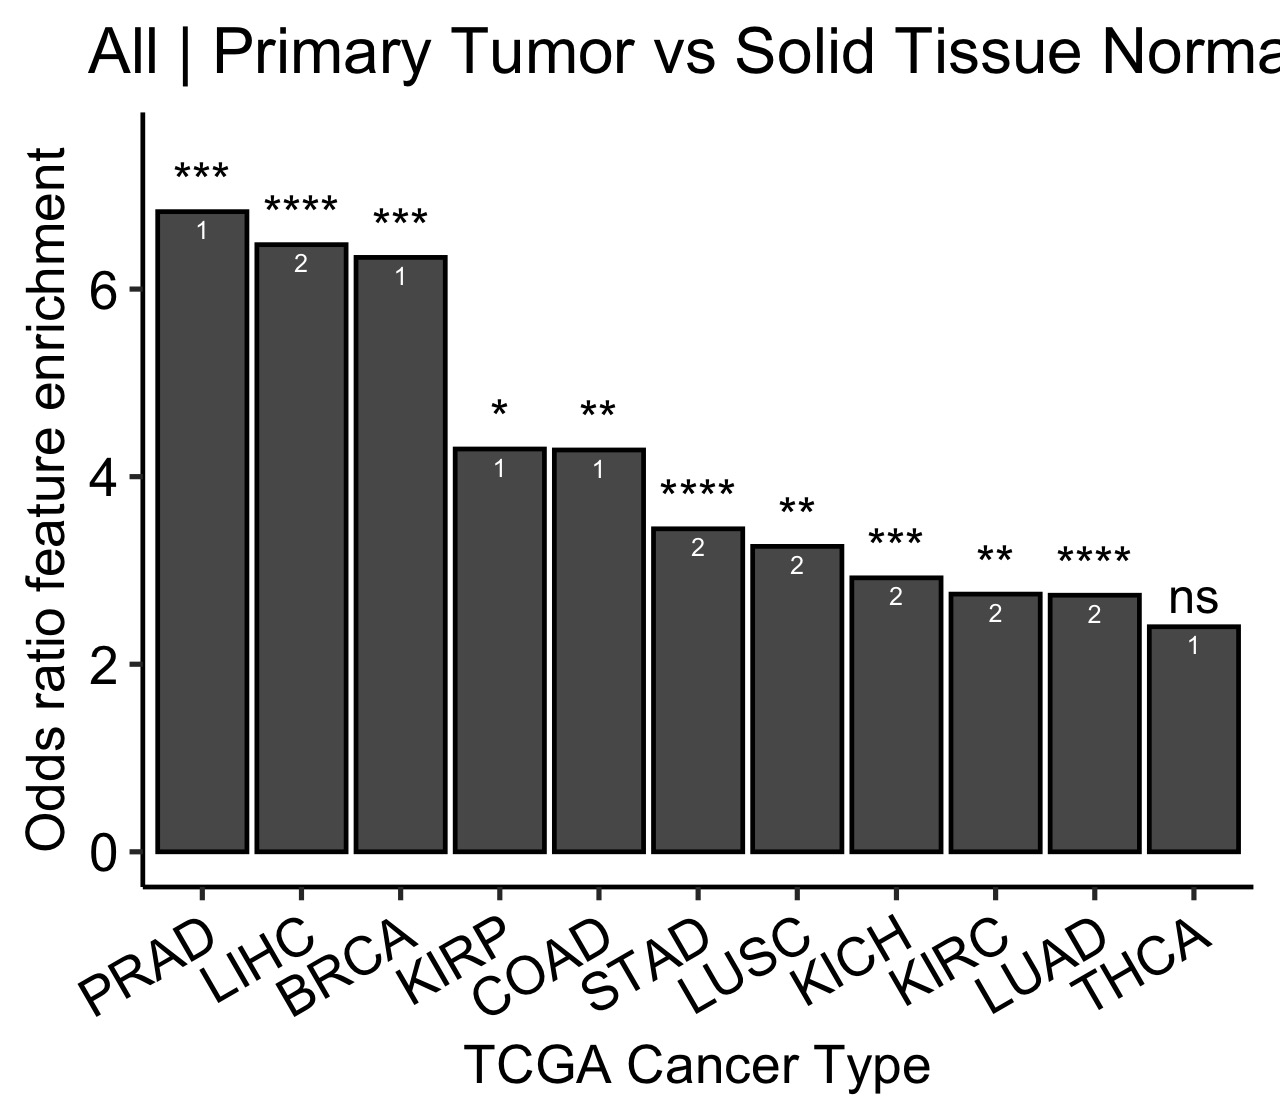 All | Primary Tumor vs Solid Tissue Norma
Odds ratio feature enrichment
6
4
2
0
***
****
***
*
**
****
**
***
**
****
ns
1
2
1
1
1
2
2
2
2
2
1
PRAD
LIHC
BRCA
KIRP
COAD
STAD
LUSC
KICH
KIRC
LUAD
THCA
TCGA Cancer Type